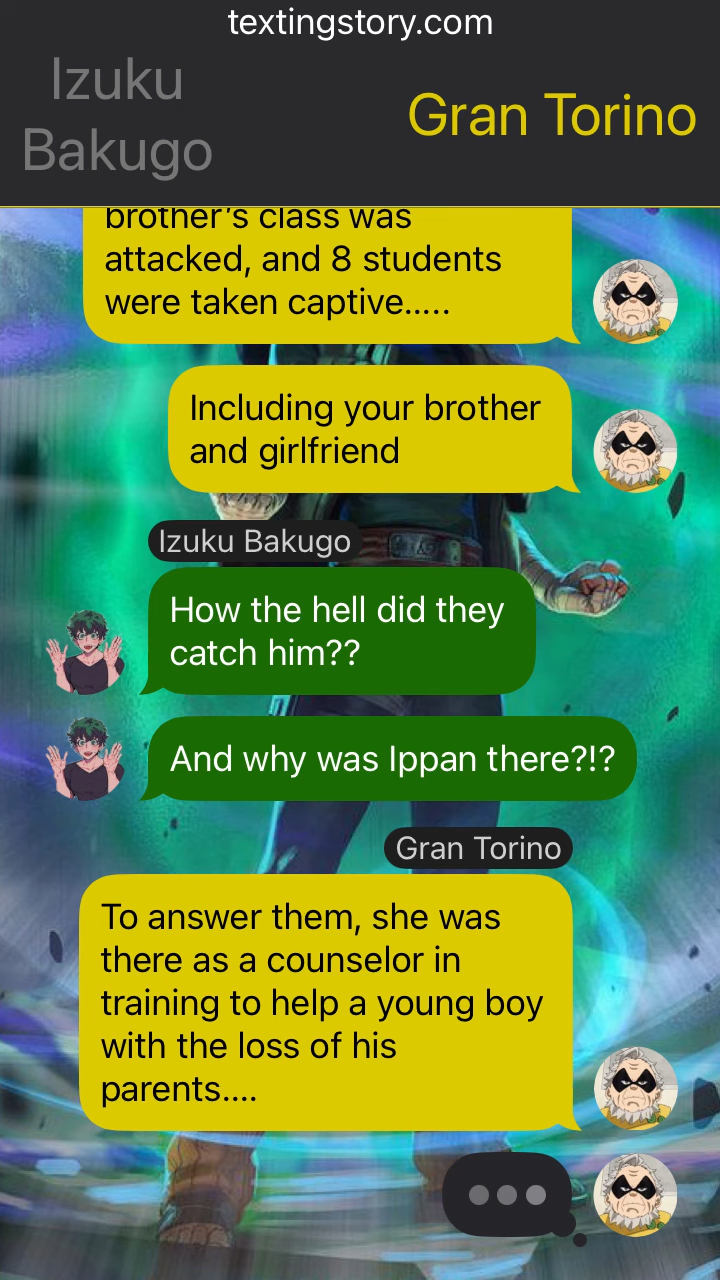 textingstory.com
Izuku
Bakugo
Gran Torino
brother's class was
attacked, and 8 students
were taken captive.....
Including your brother
and girlfriend
Izuku Bakugo
How the hell did they
catch him??
And why was Ippan there?!?
Gran Torino
To answer them, she was
there as a counselor in
training to help a young boy
with the loss of his
parents....